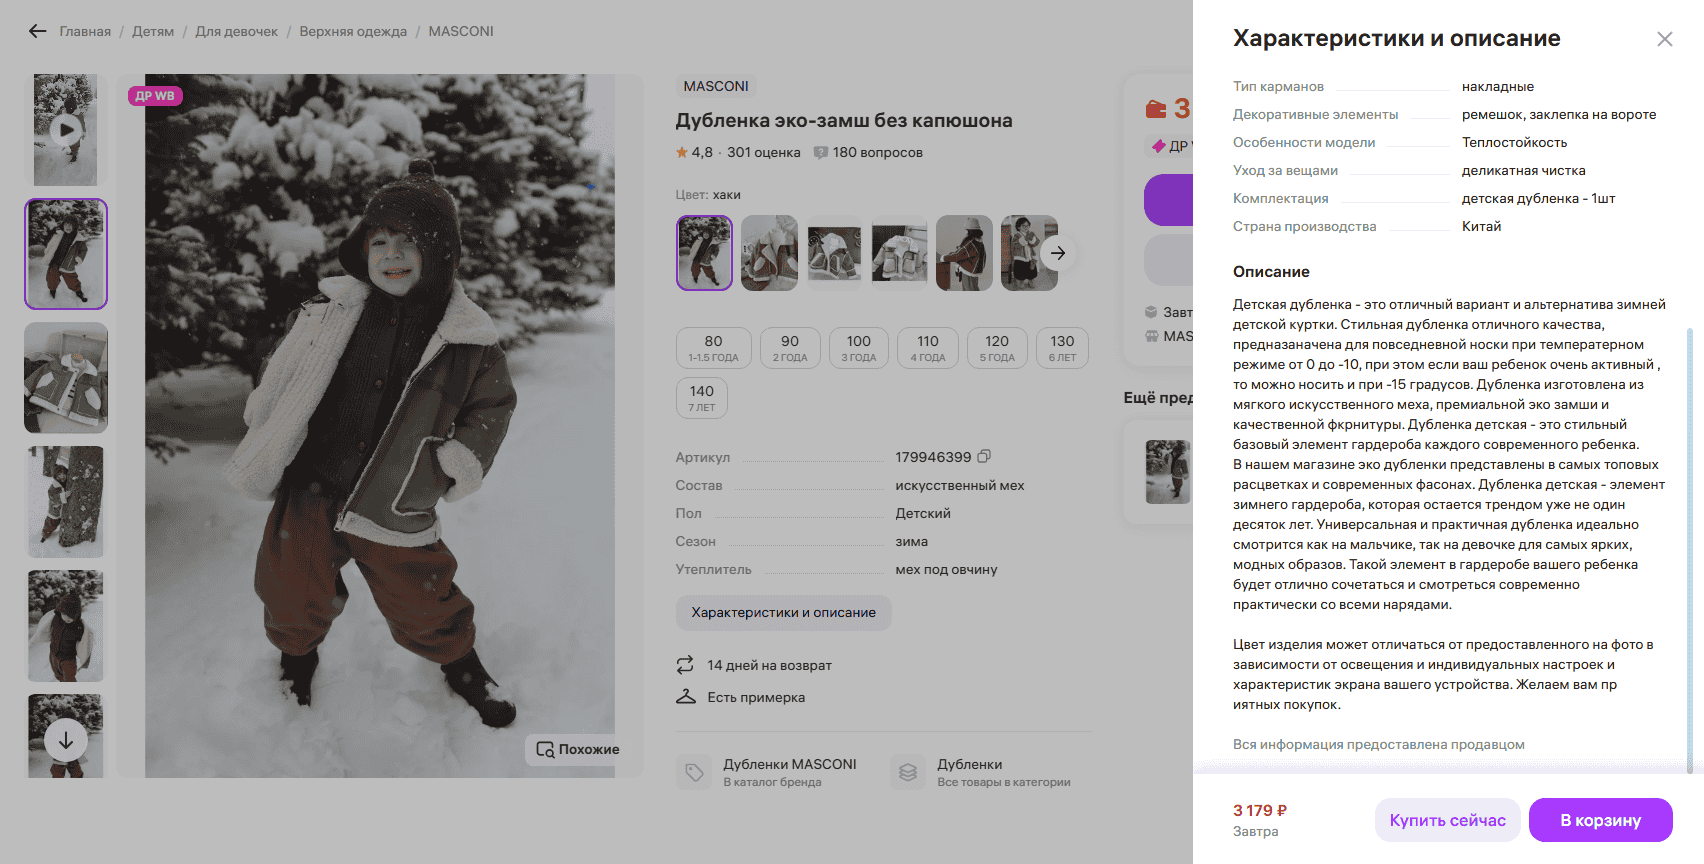 Главная / Детям / Для девочек / Верхняя одежда / MASCONI
ДР WB
Похожие
MASCONI
Дубленка эко-замш без капюшона
4,8 · 301 оценка 180 вопросов
Цвет: хаки
80 90 100 110 120 130
1-1.5 ГОДА 2 ГОДА 3 ГОДА 4 ГОДА 5 ГОДА 6 ЛЕТ
140
7 ЛЕТ
Артикул 179946399
Состав искусственный мех
Пол Детский
Сезон зима
Утеплитель мех под овчину
Характеристики и описание
14 дней на возврат
Есть примерка
Дубленки MASCONI
В каталог бренда
Дубленки
Все товары в категории
3
ДР
Завт
MAS
Ещё пред
Характеристики и описание
Тип карманов накладные
Декоративные элементы ремешок, заклепка на вороте
Особенности модели Теплостойкость
Уход за вещами деликатная чистка
Комплектация детская дубленка - 1шт
Страна производства Китай
Описание
Детская дубленка - это отличный вариант и альтернатива зимней
детской куртки. Стильная дубленка отличного качества,
предназаначена для повседневной носки при температерном
режиме от 0 до -10, при этом если ваш ребенок очень активный ,
то можно носить и при -15 градусов. Дубленка изготовлена из
мягкого искусственного меха, премиальной эко замши и
качественной фкрнитуры. Дубленка детская - это стильный
базовый элемент гардероба каждого современного ребенка.
В нашем магазине эко дубленки представлены в самых топовых
расцветках и современных фасонах. Дубленка детская - элемент
зимнего гардероба, которая остается трендом уже не один
десяток лет. Универсальная и практичная дубленка идеально
смотрится как на мальчике, так на девочке для самых ярких,
модных образов. Такой элемент в гардеробе вашего ребенка
будет отлично сочетаться и смотреться современно
практически со всеми нарядами.
Цвет изделия может отличаться от предоставленного на фото в
зависимости от освещения и индивидуальных настроек и
характеристик экрана вашего устройства. Желаем вам пр
иятных покупок.
Вся информация предоставлена продавцом
3 179 ₽
Завтра
Купить сейчас
В корзину